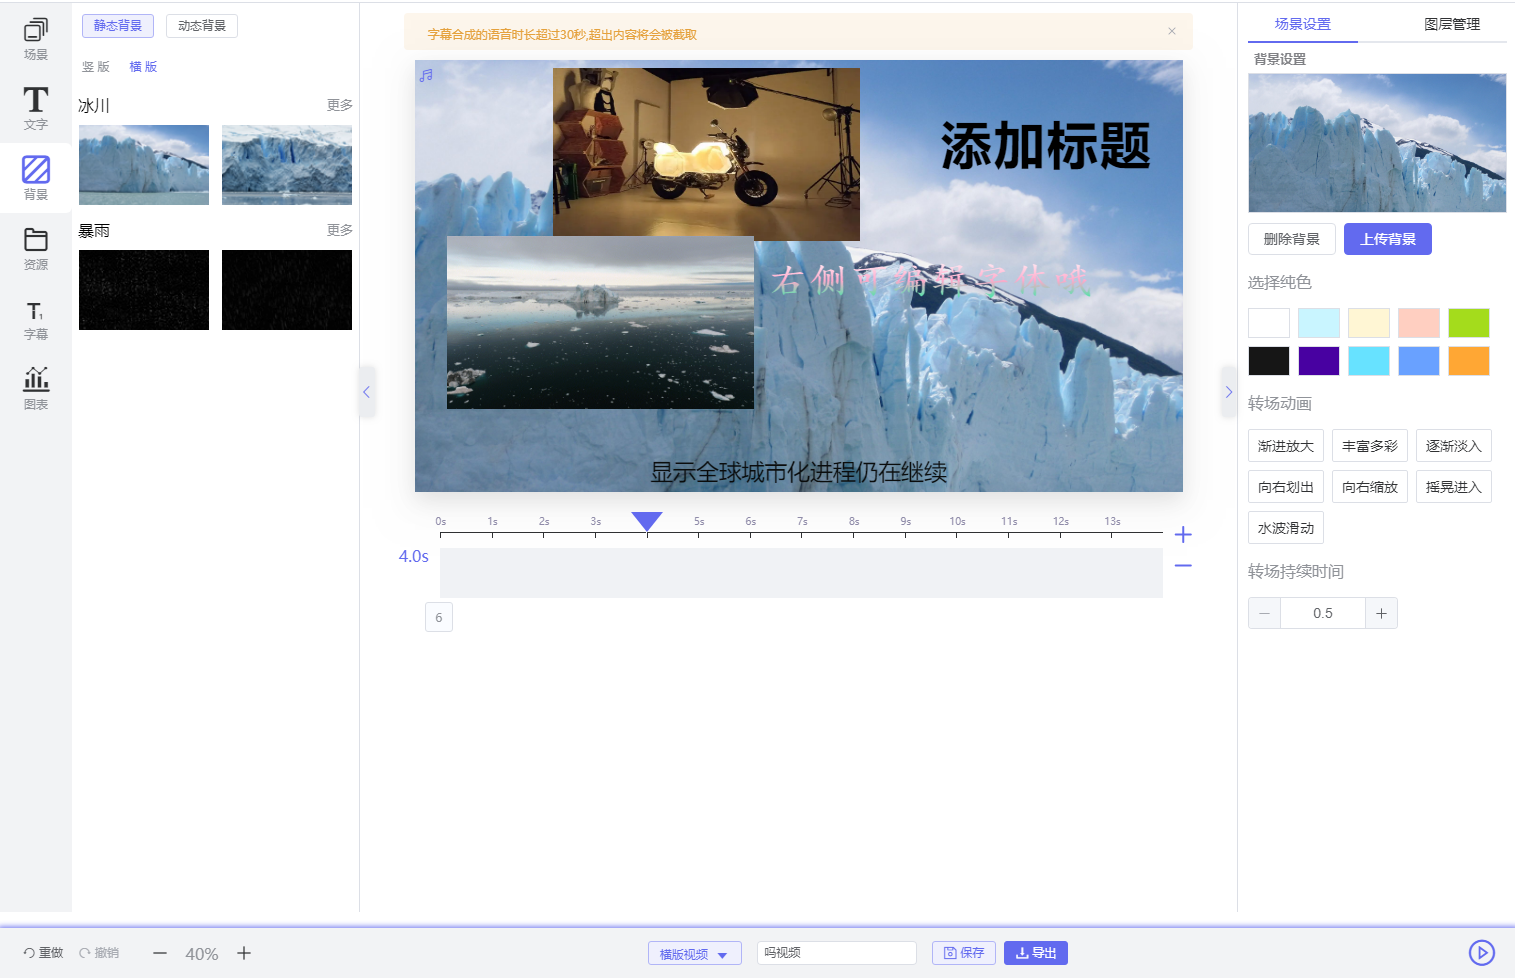 场景
文字
背景
资源
字幕
图表
静态背景
动态背景
竖 版
横 版
冰川
更多
暴雨
更多
字幕合成的语音时长超过30秒,超出内容将会被截取
添加标题
右侧可编辑字体哦
显示全球城市化进程仍在继续
0s 1s 2s 3s 5s 6s 7s 8s 9s 10s 11s 12s 13s
4.0s
6
场景设置
图层管理
背景设置
删除背景
上传背景
选择纯色
转场动画
渐进放大
丰富多彩
逐渐淡入
向右划出
向右缩放
摇晃进入
水波滑动
转场持续时间
0.5
重做
撤销
40%
横版视频
吗视频
保存
导出